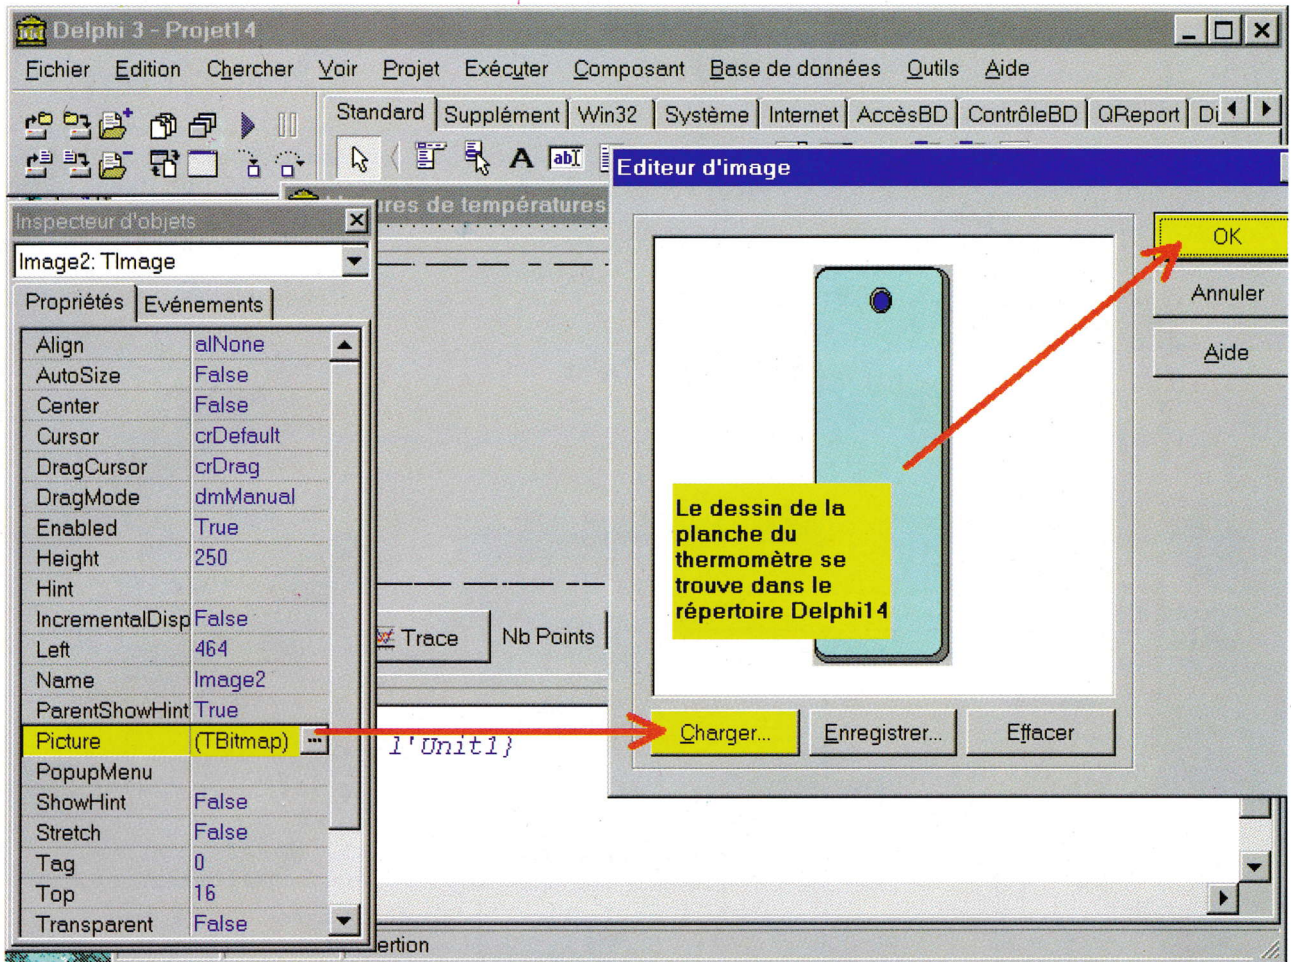 Delphi 3 - Projet14
Fichier Edition Chercher Voir Projet Exécuter Composant Base de données Outils Aide
Standard Supplément Win32 Système Internet AccèsBD ContrôleBD QReport Di
A abI
Editeur d'image
ures de températures
Inspecteur d'objets
Image2: TImage
Propriétés Evénements
Align alNone
AutoSize False
Center False
Cursor crDefault
DragCursor crDrag
DragMode dmManual
Enabled True
Height 250
Hint
IncrementalDisp False
Left 464
Name Image2
ParentShowHint True
Picture (TBitmap) ...
PopupMenu
ShowHint False
Stretch False
Tag 0
Top 16
Transparent False
Trace Nb Points
l'Unit1}
ertion
OK
Annuler
Aide
Le dessin de la
planche du
thermomètre se
trouve dans le
répertoire Delphi14
Charger... Enregistrer... Effacer